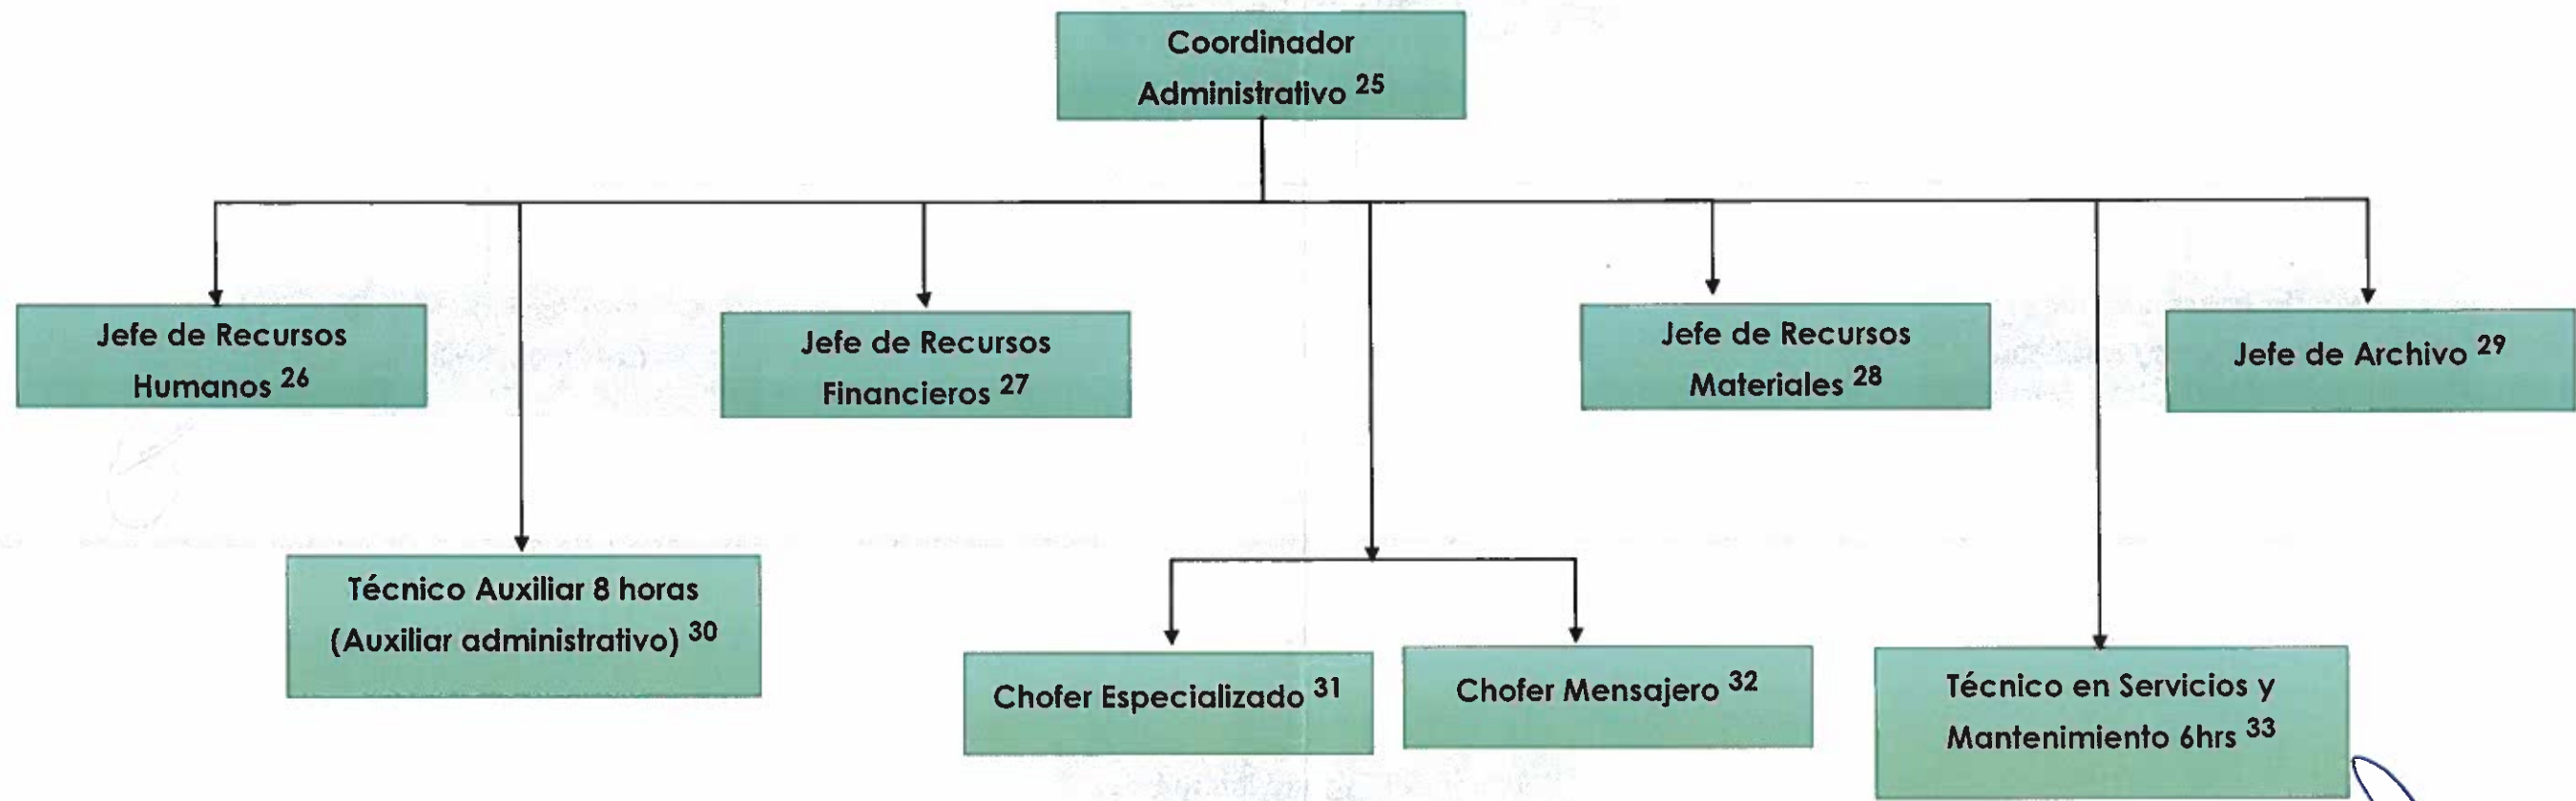 Coordinador
Administrativo 25
Jefe de Recursos
Humanos 26
Jefe de Recursos
Financieros 27
Jefe de Recursos
Materiales 28
Jefe de Archivo 29
Técnico Auxiliar 8 horas
(Auxiliar administrativo) 30
Chofer Especializado 31
Chofer Mensajero 32
Técnico en Servicios y
Mantenimiento 6hrs 33